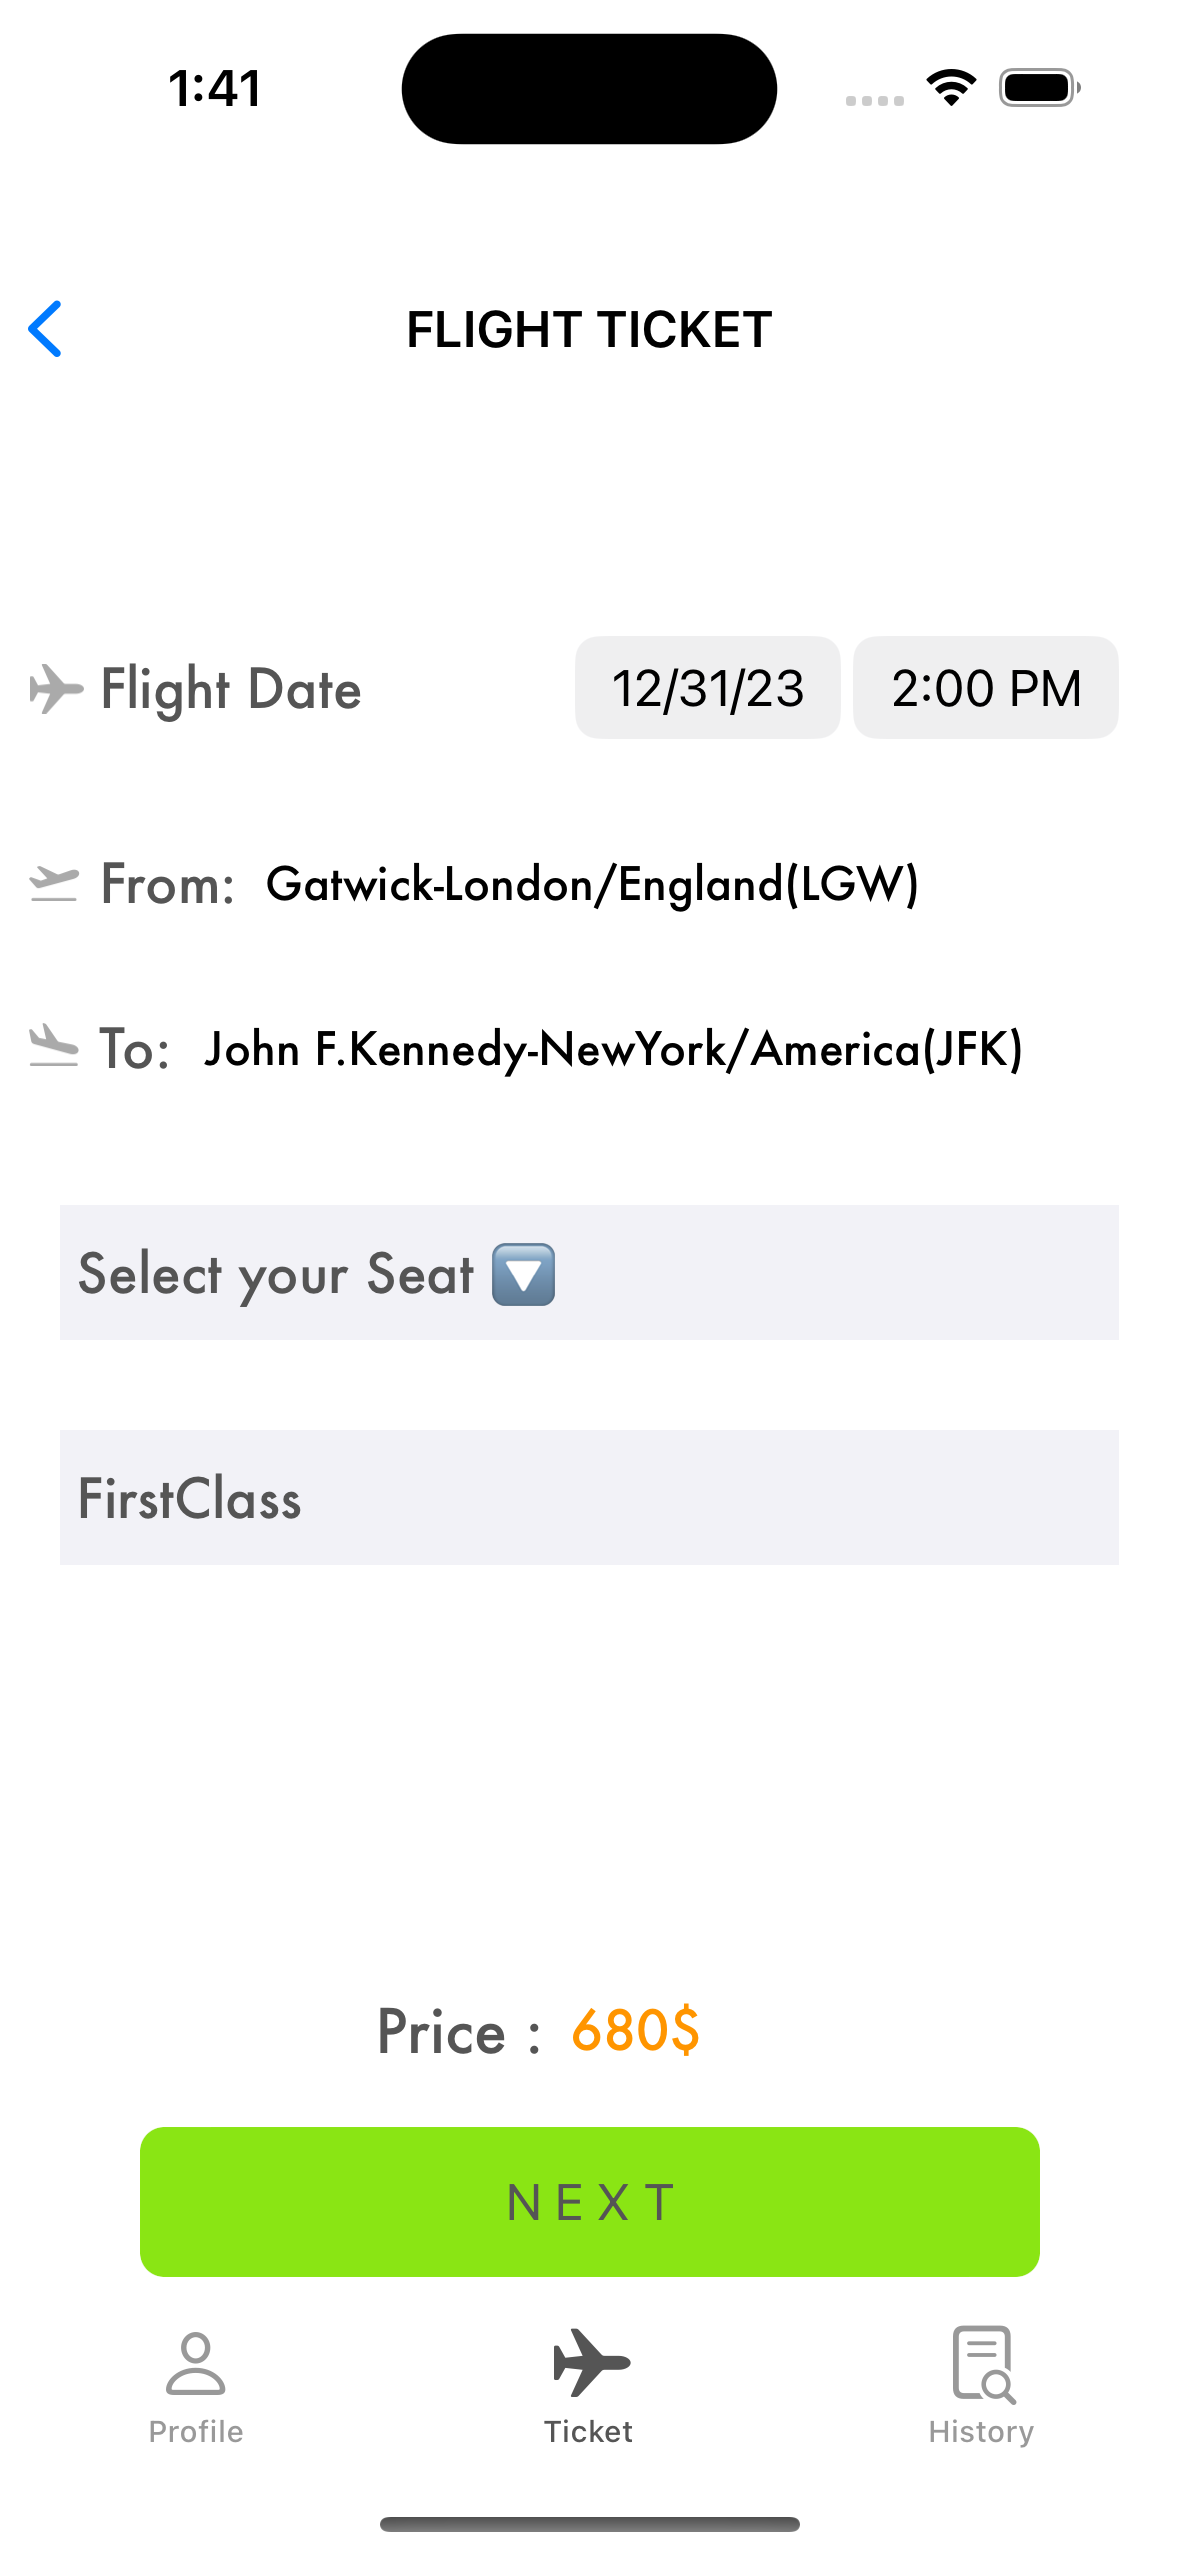 1:41
FLIGHT TICKET
Flight Date 12/31/23 2:00 PM
From: Gatwick-London/England(LGW)
To: John F.Kennedy-NewYork/America(JFK)
Select your Seat 🔽
FirstClass
Price : 680$
NEXT
Profile Ticket History